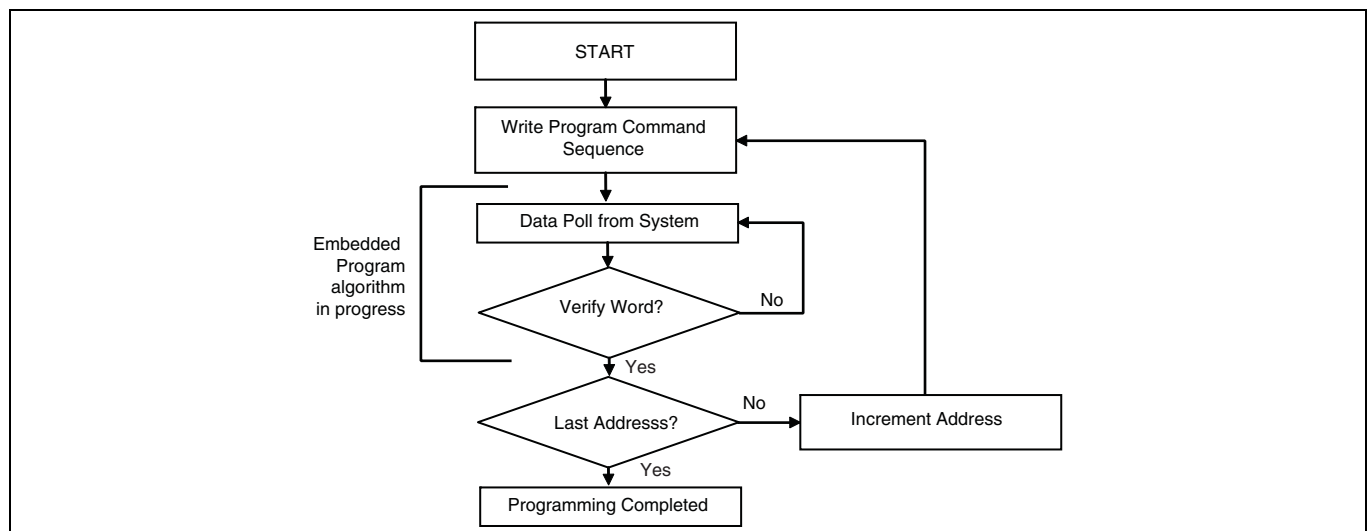 START
Write Program Command
Sequence
Data Poll from System
Embedded
Program
algorithm
in progress
Verify Word?
No
Yes
Last Addresss?
No
Increment Address
Yes
Programming Completed